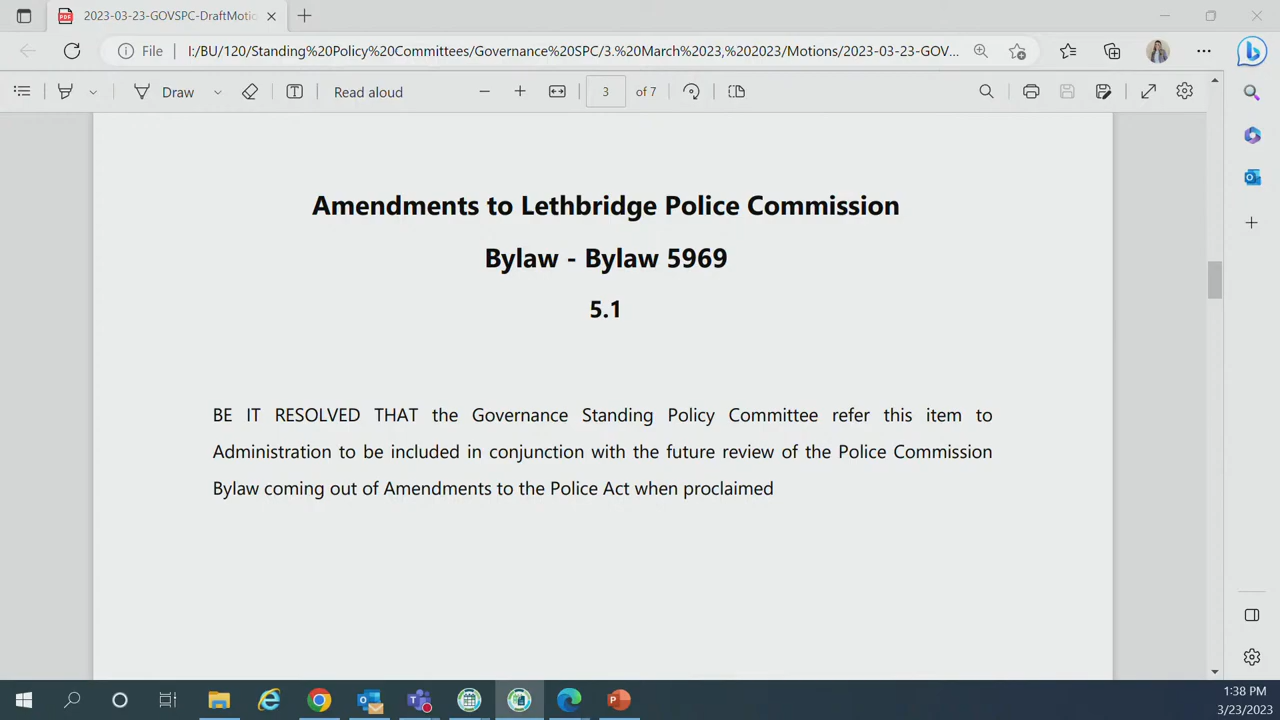 2023-03-23-GOVSPC-DraftMotio
File
I:/BU/120/Standing%20Policy%20Committees/Governance%20SPC/3.%20March%2023,%202023/Motions/2023-03-23-GOV...
Draw
Read aloud
3 of 7
Amendments to Lethbridge Police Commission
Bylaw - Bylaw 5969
5.1
BE IT RESOLVED THAT the Governance Standing Policy Committee refer this item to
Administration to be included in conjunction with the future review of the Police Commission
Bylaw coming out of Amendments to the Police Act when proclaimed
1:38 PM
3/23/2023